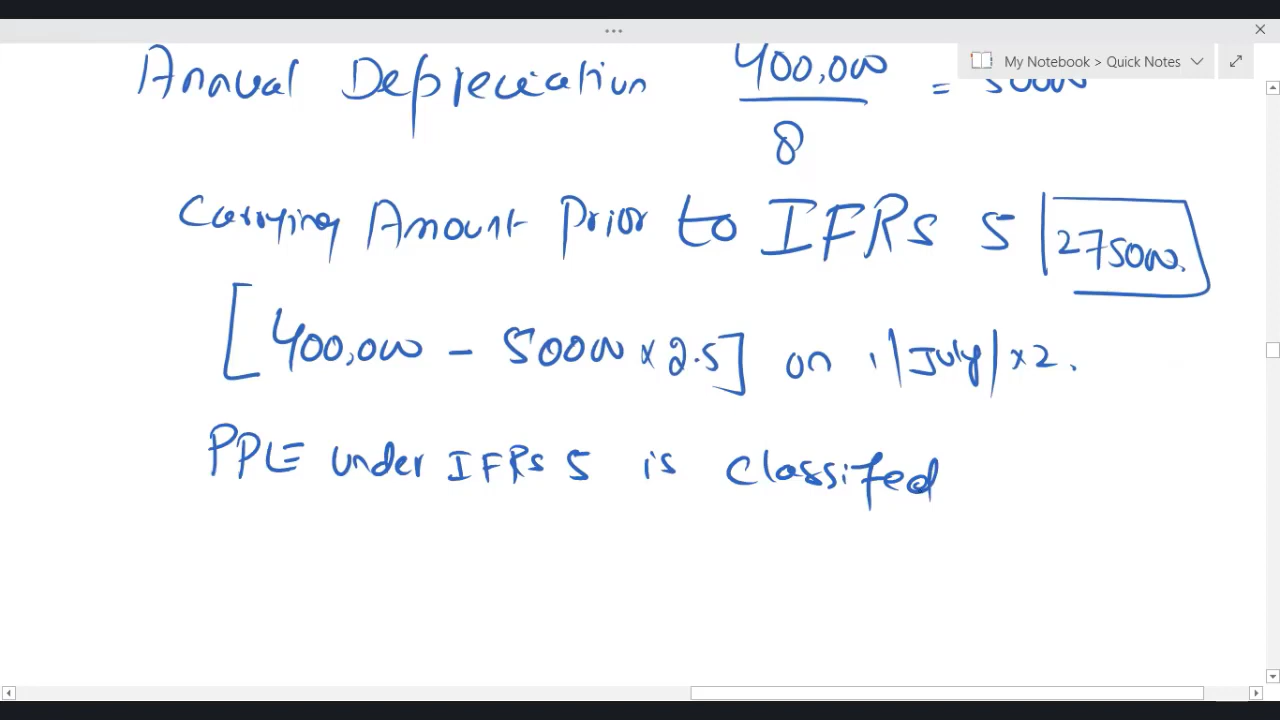 My Notebook > Quick Notes
Annual Depreciation 400,000 = 50000
8
Carrying Amount Prior to IFRS 5 275000.
[400,000 - 50000 x 2.5] on 1/July/x2.
PPE under IFRS 5 is classifed